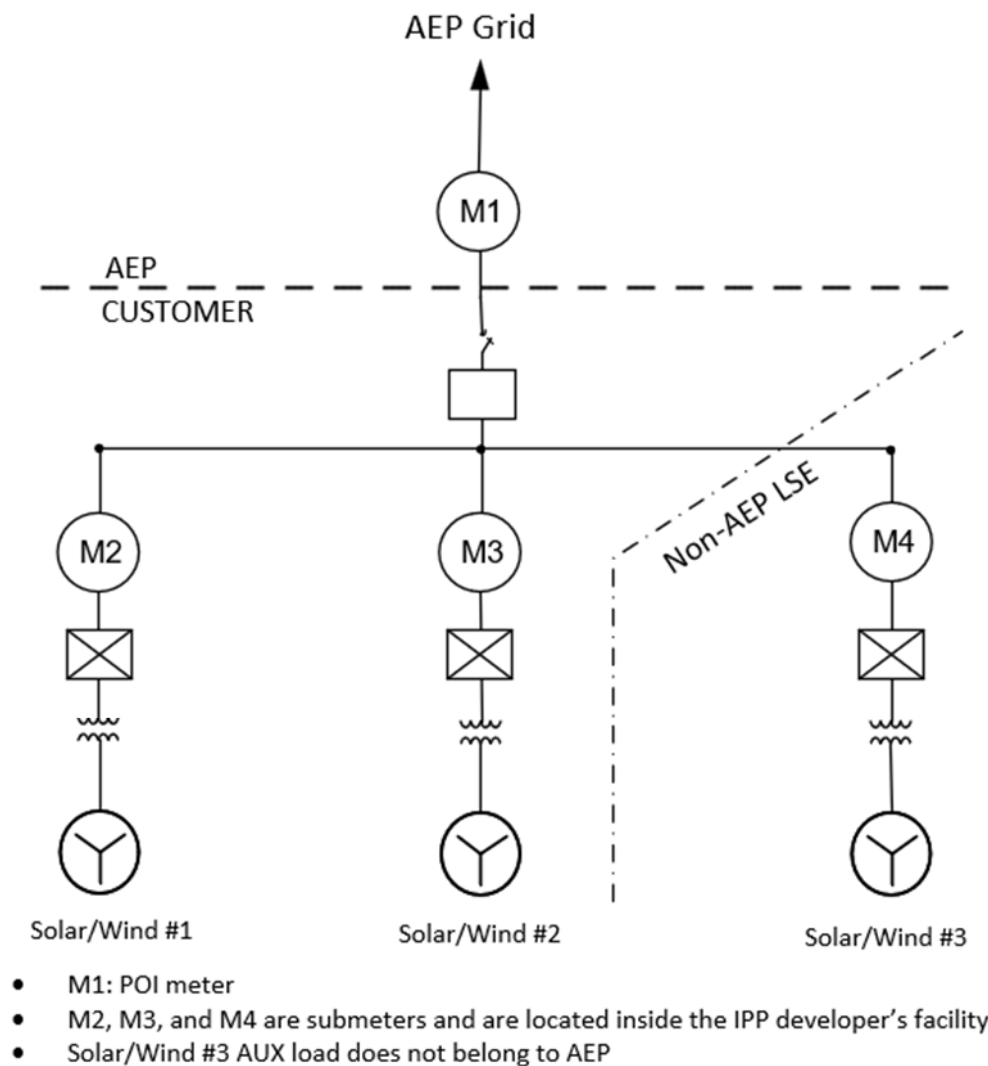 AEP Grid
M1
AEP
CUSTOMER
Non-AEP LSE
M2
M3
M4
Solar/Wind #1
Solar/Wind #2
Solar/Wind #3
• M1: POI meter
• M2, M3, and M4 are submeters and are located inside the IPP developer's facility
• Solar/Wind #3 AUX load does not belong to AEP